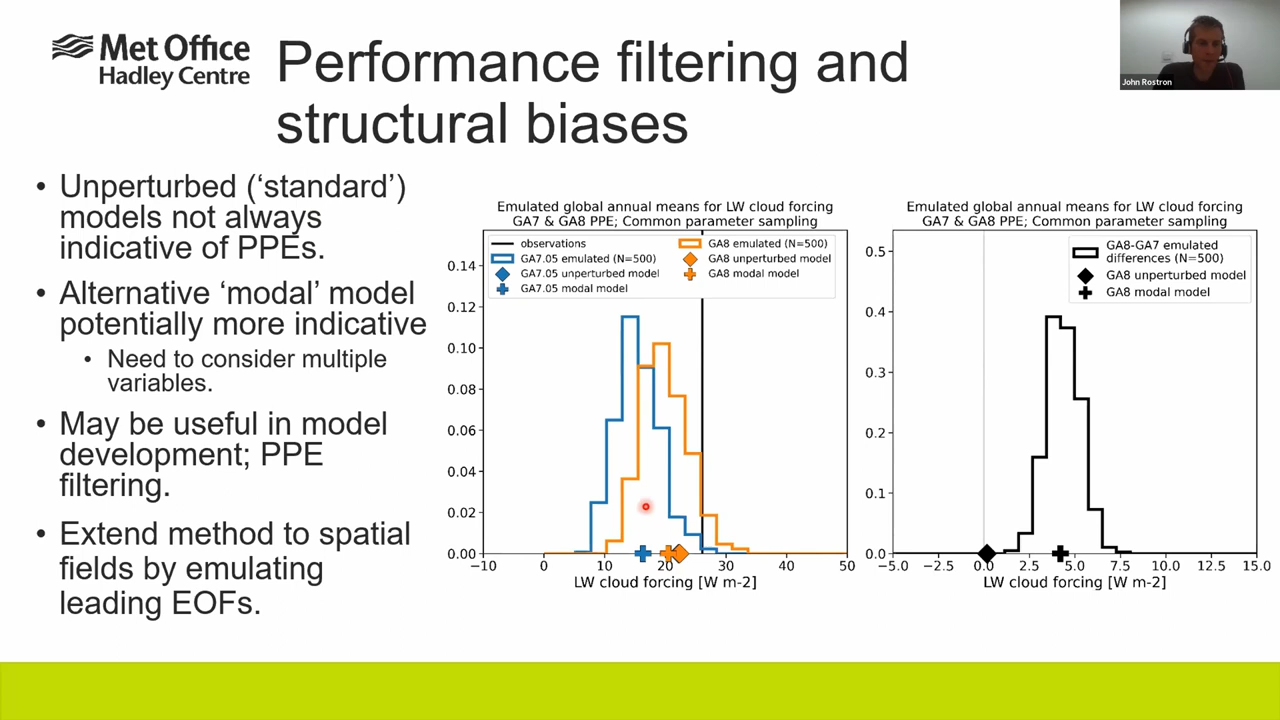 Met Office
Hadley Centre
Performance filtering and
structural biases
John Rostron
• Unperturbed (‘standard’)
models not always
indicative of PPEs.
• Alternative ‘modal’ model
potentially more indicative
• Need to consider multiple
variables.
• May be useful in model
development; PPE
filtering.
• Extend method to spatial
fields by emulating
leading EOFs.
Emulated global annual means for LW cloud forcing
GA7 & GA8 PPE; Common parameter sampling
observations
GA7.05 emulated (N=500)
GA7.05 unperturbed model
GA7.05 modal model
GA8 emulated (N=500)
GA8 unperturbed model
GA8 modal model
0.14
0.12
0.10
0.08
0.06
0.04
0.02
0.00
−10 0 10 20 30 40 50
LW cloud forcing [W m-2]
Emulated global annual means for LW cloud forcing
GA7 & GA8 PPE; Common parameter sampling
GA8-GA7 emulated
differences (N=500)
GA8 unperturbed model
GA8 modal model
0.5
0.4
0.3
0.2
0.1
0.0
−5.0 −2.5 0.0 2.5 5.0 7.5 10.0 12.5 15.0
LW cloud forcing [W m-2]